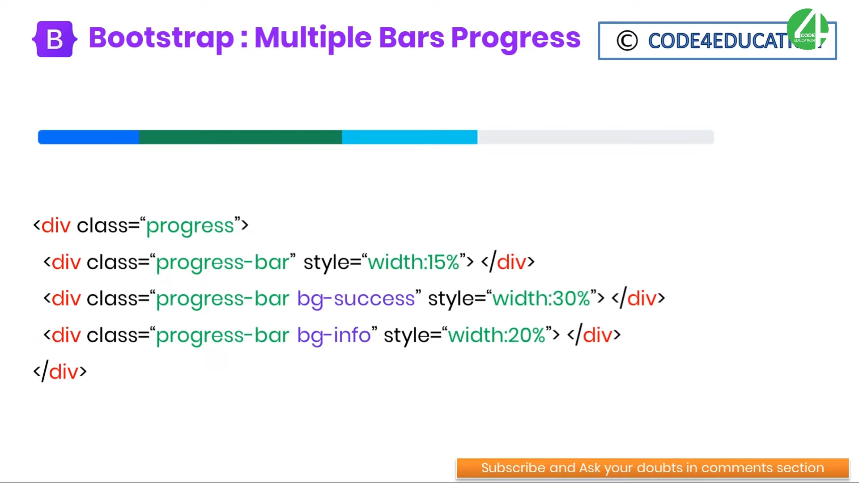 B Bootstrap : Multiple Bars Progress
© CODE4EDUCATI
<div class=“progress”>
<div class=“progress-bar” style=“width:15%”> </div>
<div class=“progress-bar bg-success” style=“width:30%”> </div>
<div class=“progress-bar bg-info” style=“width:20%”> </div>
</div>
Subscribe and Ask your doubts in comments section